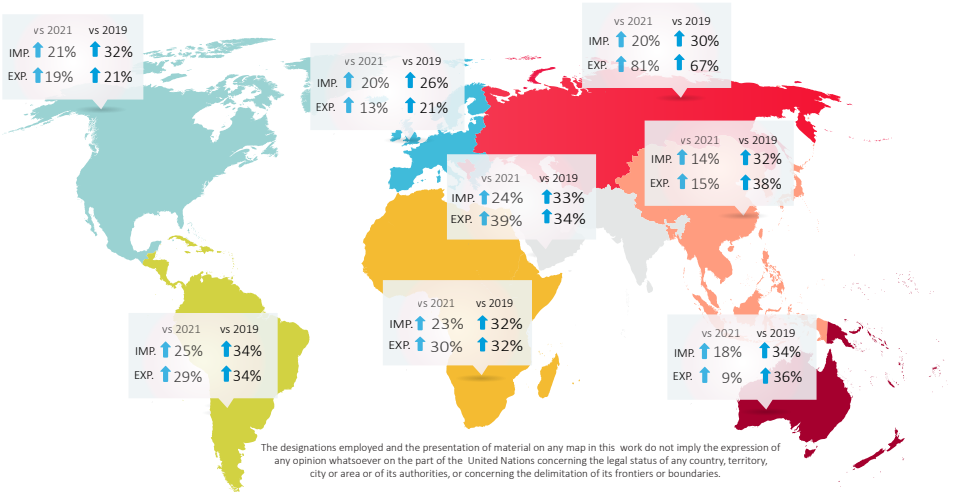 vs 2021 vs 2019
IMP. 21% 32%
EXP. 19% 21%
vs 2021 vs 2019
IMP. 20% 26%
EXP. 13% 21%
vs 2021 vs 2019
IMP. 20% 30%
EXP. 81% 67%
vs 2021 vs 2019
IMP. 14% 32%
EXP. 15% 38%
vs 2021 vs 2019
IMP. 24% 33%
EXP. 39% 34%
vs 2021 vs 2019
IMP. 23% 32%
EXP. 30% 32%
vs 2021 vs 2019
IMP. 25% 34%
EXP. 29% 34%
vs 2021 vs 2019
IMP. 18% 34%
EXP. 9% 36%
The designations employed and the presentation of material on any map in this work do not imply the expression of
any opinion whatsoever on the part of the United Nations concerning the legal status of any country, territory,
city or area or of its authorities, or concerning the delimitation of its frontiers or boundaries.